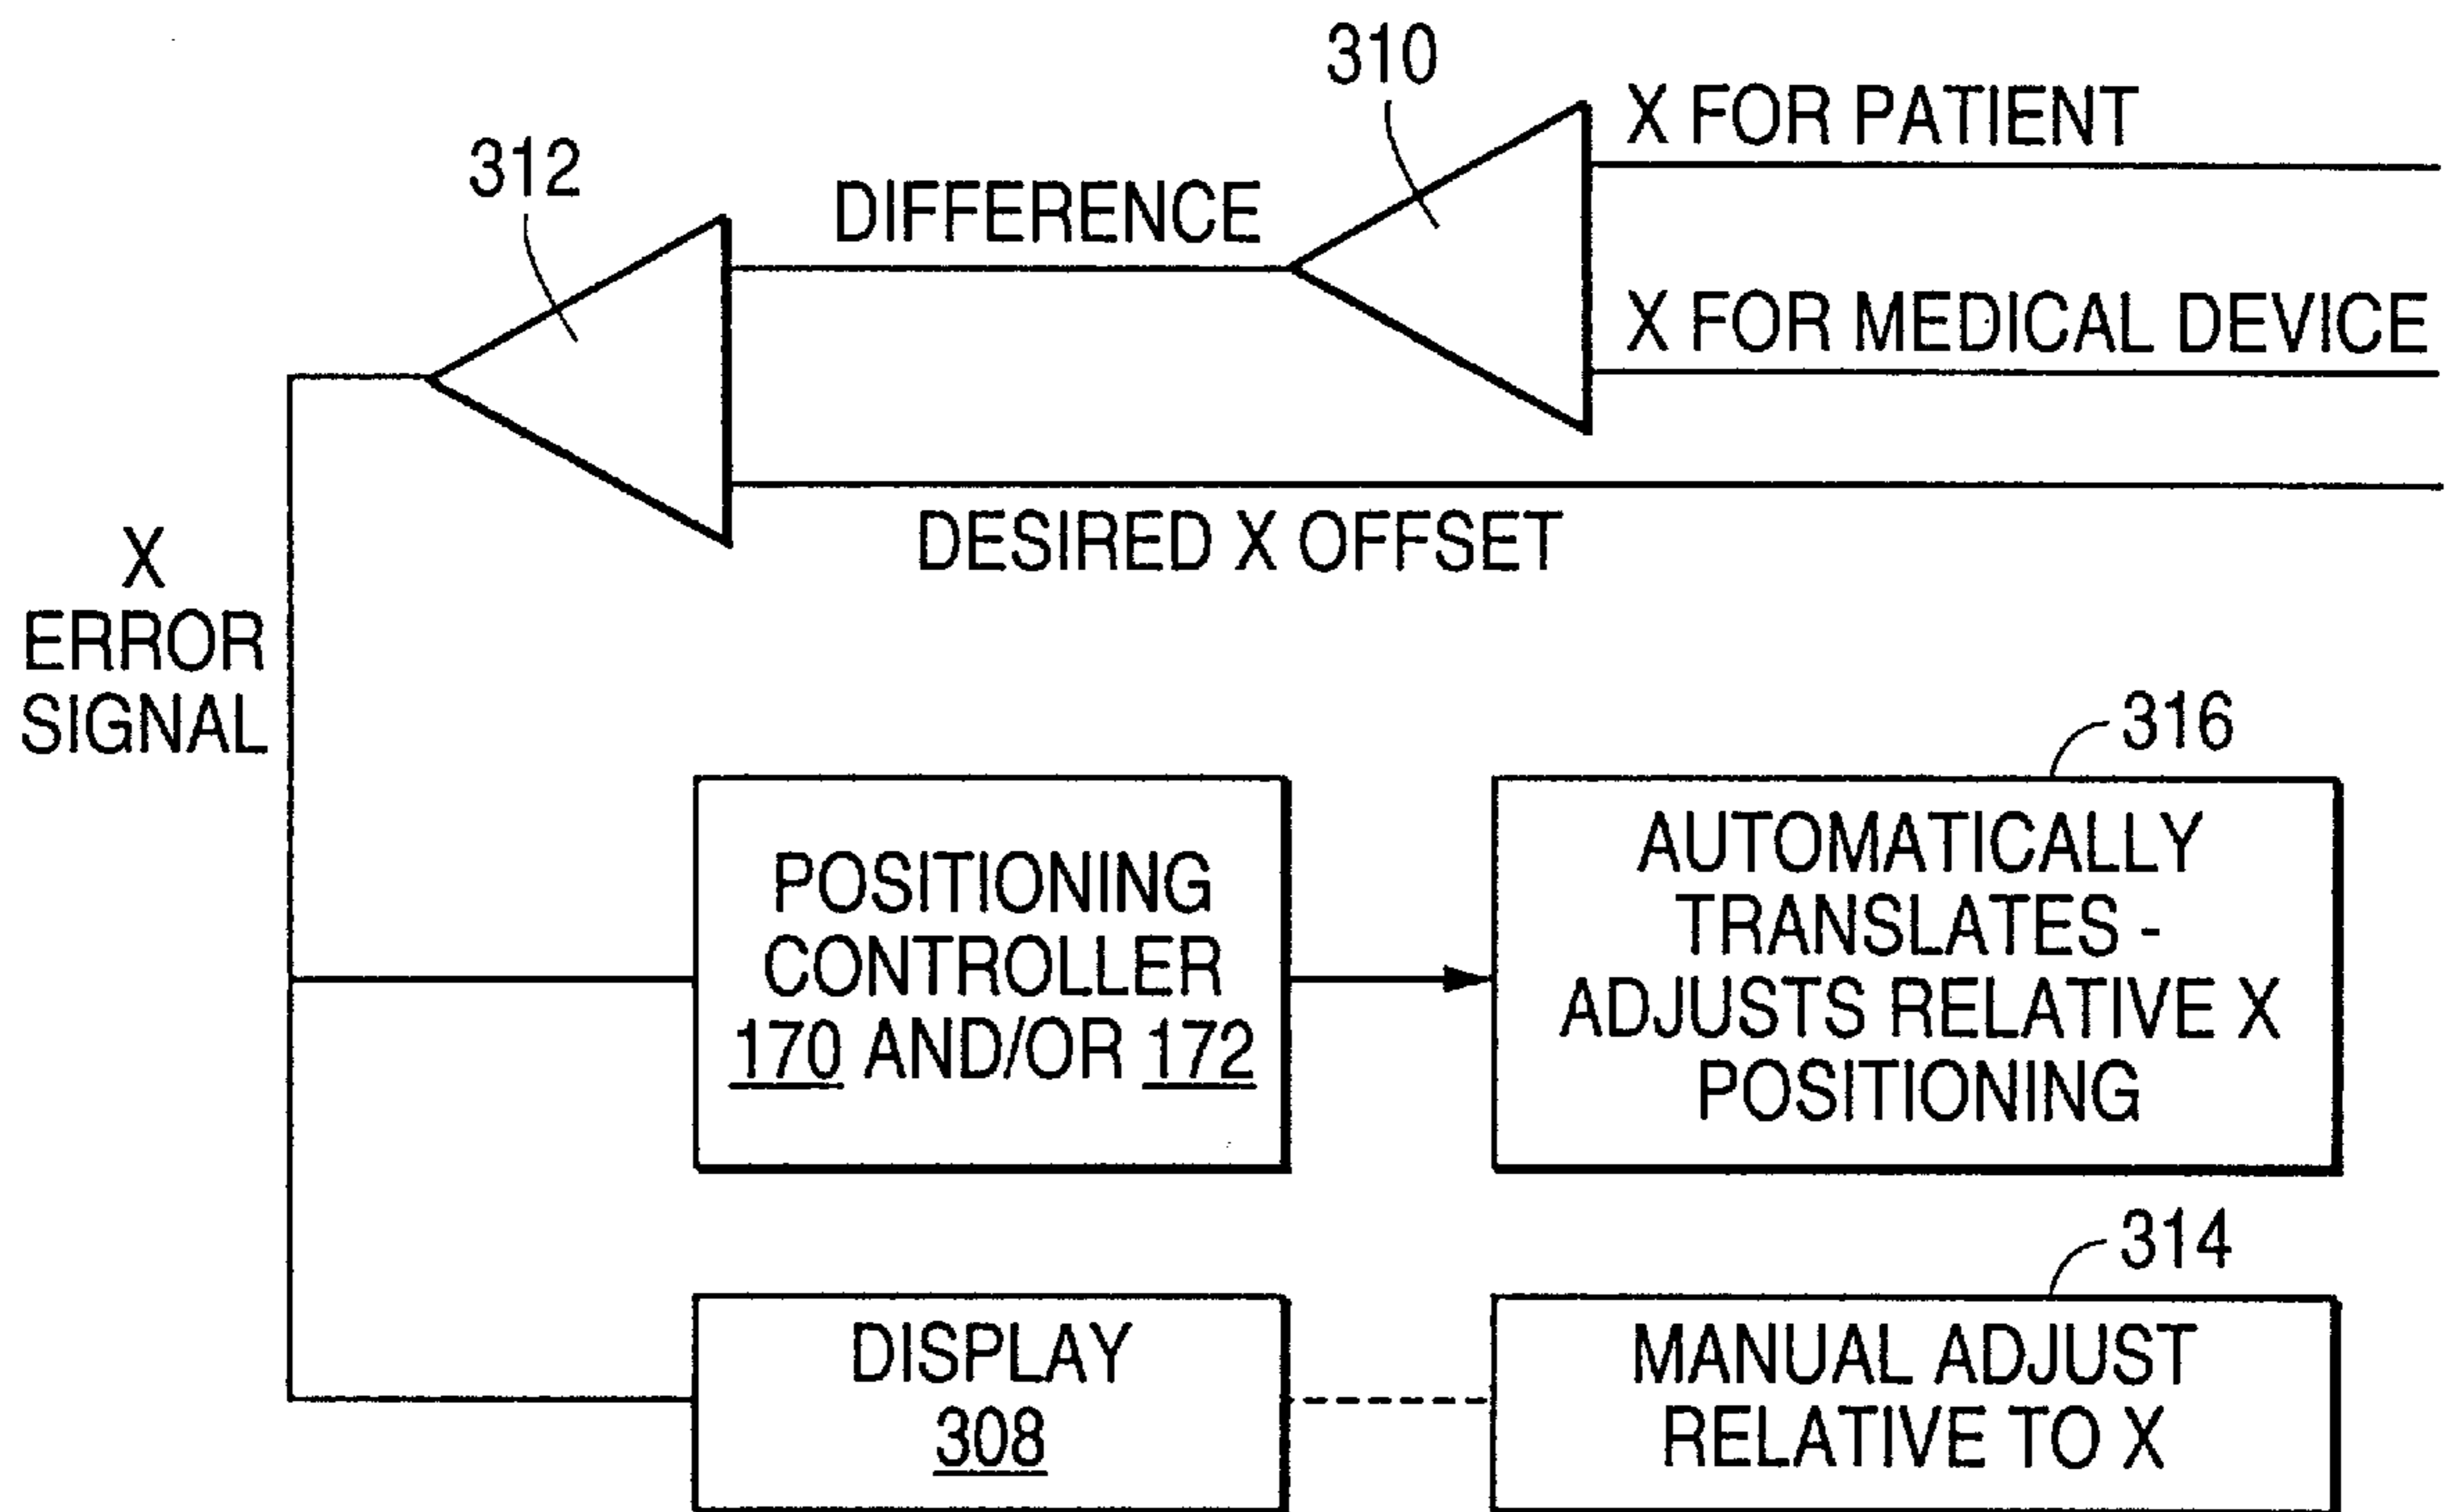 310
X FOR PATIENT
312
DIFFERENCE
X FOR MEDICAL DEVICE
DESIRED X OFFSET
X
ERROR
SIGNAL
316
POSITIONING
CONTROLLER
170 AND/OR 172
AUTOMATICALLY
TRANSLATES -
ADJUSTS RELATIVE X
POSITIONING
314
DISPLAY
308
MANUAL ADJUST
RELATIVE TO X